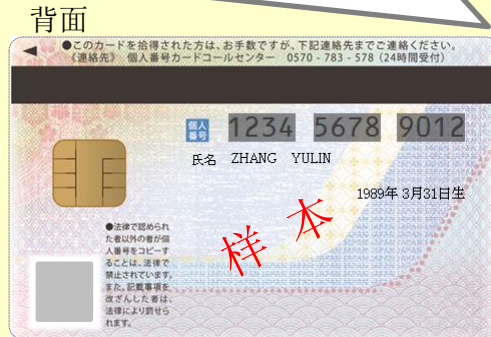 背面
●このカードを拾得された方は、お手数ですが、下記連絡先までご連絡ください。
《連絡先》 個人番号カードコールセンター 0570-783-578(24時間受付)
個人番号 1234 5678 9012
氏名 ZHANG YULIN
1989年 3月31日生
样本
●法律で認められ
た者以外の者が個
人番号をコピーす
ることは、法律で
禁止されています。
また、記載事項を
改ざんした者は、
法律により罰せら
れます。